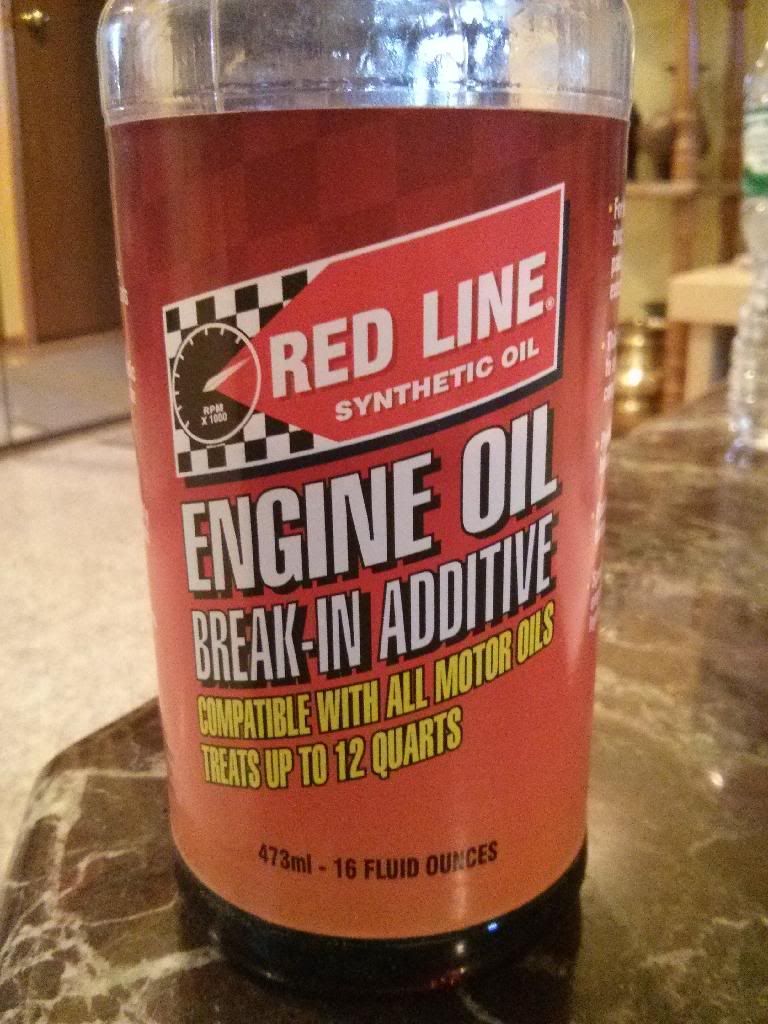 RED LINE®
SYNTHETIC OIL
RPM
X 1000
ENGINE OIL
BREAK-IN ADDITIVE
COMPATIBLE WITH ALL MOTOR OILS
TREATS UP TO 12 QUARTS
473ml - 16 FLUID OUNCES